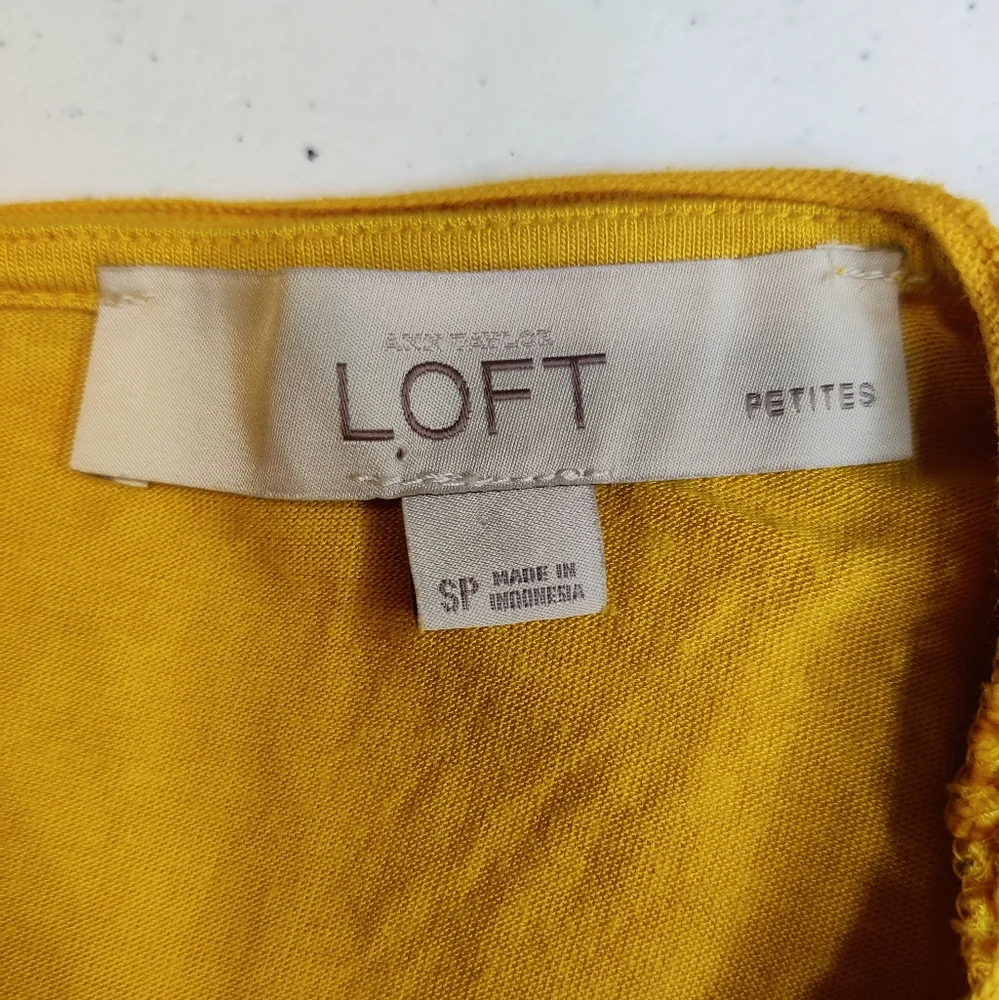 ANN TAYLOR
LOFT
PETITES
SP MADE IN
INDONESIA